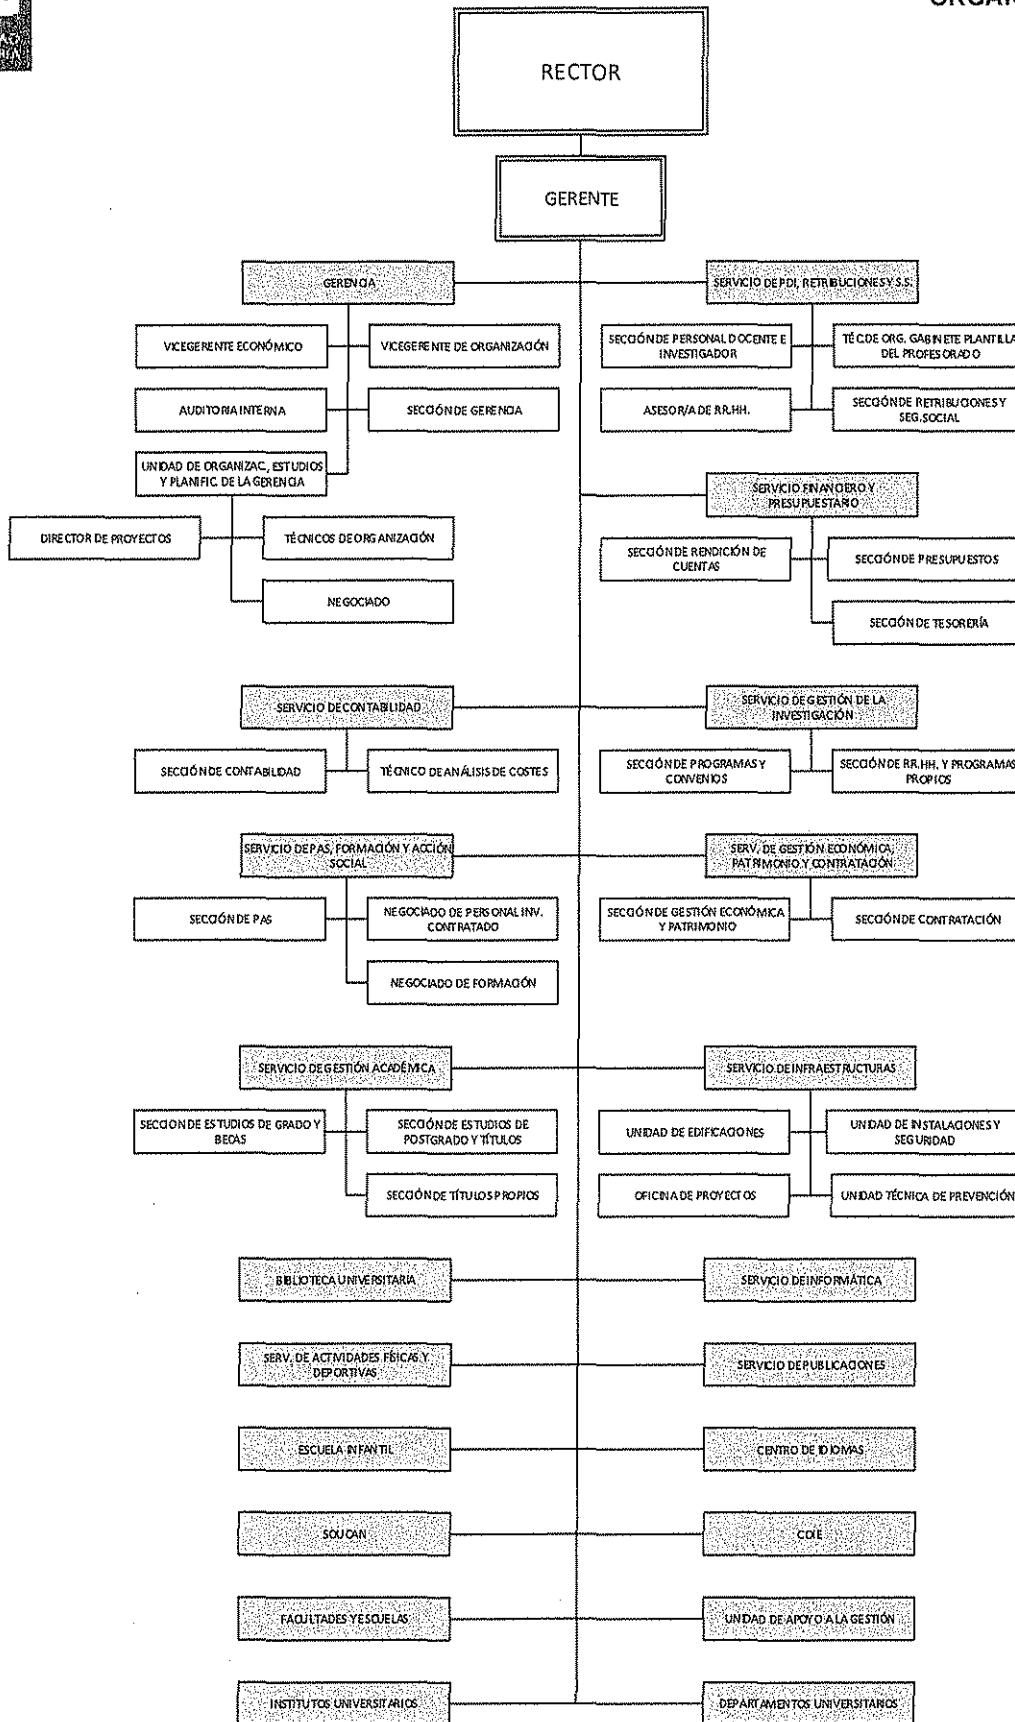 RECTOR
GERENTE
GERENCIA
SERVICIO DE PDI, RETRIBUCIONES Y S.S.
VICEGERENTE ECONÓMICO
VICEGERENTE DE ORGANIZACIÓN
SECCIÓN DE PERSONAL DOCENTE E
INVESTIGADOR
TÉC. DE ORG. GABINETE PLANTILLA
DEL PROFESORADO
AUDITORIA INTERNA
SECCIÓN DE GERENCIA
ASESOR/A DE RR.HH.
SECCIÓN DE RETRIBUCIONES Y
SEG. SOCIAL
UNIDAD DE ORGANIZAC, ESTUDIOS
Y PLANIFIC. DE LA GERENCIA
SERVICIO FINANCIERO Y
PRESUPUESTARIO
DIRECTOR DE PROYECTOS
TÉCNICOS DE ORGANIZACIÓN
SECCIÓN DE RENDICIÓN DE
CUENTAS
SECCIÓN DE PRESUPUESTOS
NEGOCIADO
SECCIÓN DE TESORERÍA
SERVICIO DE CONTABILIDAD
SERVICIO DE GESTIÓN DE LA
INVESTIGACIÓN
SECCIÓN DE CONTABILIDAD
TÉCNICO DE ANÁLISIS DE COSTES
SECCIÓN DE PROGRAMAS Y
CONVENIOS
SECCIÓN DE RR.HH. Y PROGRAMAS
PROPIOS
SERVICIO DE PAS, FORMACIÓN Y ACCIÓN
SOCIAL
SERV. DE GESTIÓN ECONÓMICA,
PATRIMONIO Y CONTRATACIÓN
SECCIÓN DE PAS
NEGOCIADO DE PERSONAL INV.
CONTRATADO
SECCIÓN DE GESTIÓN ECONÓMICA
Y PATRIMONIO
SECCIÓN DE CONTRATACIÓN
NEGOCIADO DE FORMACIÓN
SERVICIO DE GESTIÓN ACADÉMICA
SERVICIO DE INFRAESTRUCTURAS
SECCION DE ESTUDIOS DE GRADO Y
BECAS
SECCIÓN DE ESTUDIOS DE
POSTGRADO Y TÍTULOS
UNIDAD DE EDIFICACIONES
UNIDAD DE INSTALACIONES Y
SEGURIDAD
SECCIÓN DE TÍTULOS PROPIOS
OFICINA DE PROYECTOS
UNIDAD TÉCNICA DE PREVENCIÓN
BIBLIOTECA UNIVERSITARIA
SERVICIO DE INFORMÁTICA
SERV. DE ACTIVIDADES FÍSICAS Y
DEPORTIVAS
SERVICIO DE PUBLICACIONES
ESCUELA INFANTIL
CENTRO DE IDIOMAS
SOUCAN
COIE
FACULTADES Y ESCUELAS
UNIDAD DE APOYO A LA GESTIÓN
INSTITUTOS UNIVERSITARIOS
DEPARTAMENTOS UNIVERSITARIOS